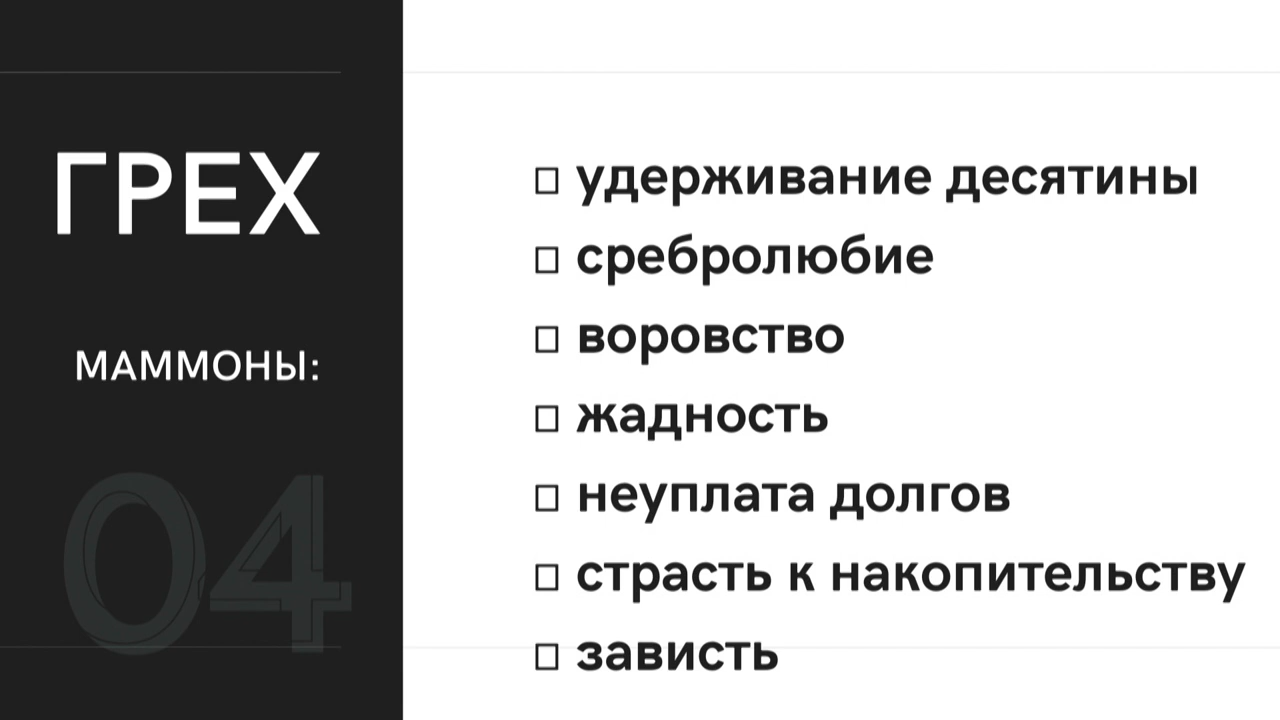 ГРЕХ
МАММОНЫ:
04
□ удерживание десятины
□ сребролюбие
□ воровство
□ жадность
□ неуплата долгов
□ страсть к накопительству
□ зависть